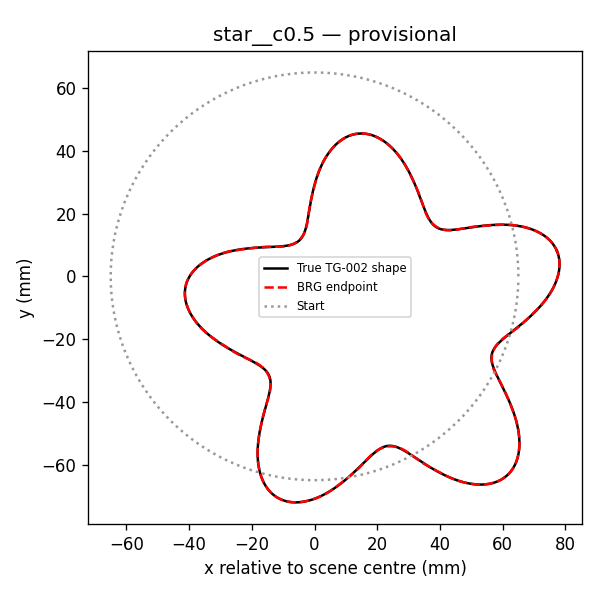 star__c0.5 — provisional
60
40
20
0
−20
−40
−60
y (mm)
True TG-002 shape
BRG endpoint
Start
−60 −40 −20 0 20 40 60 80
x relative to scene centre (mm)